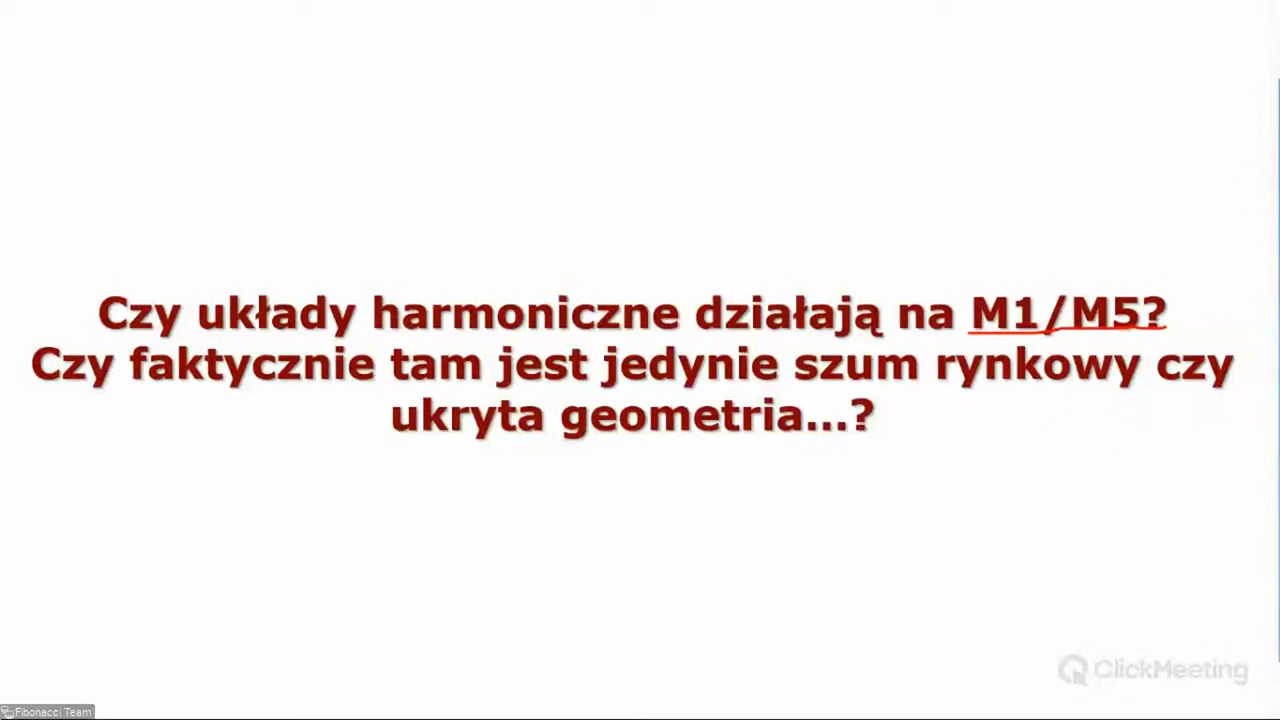 Czy układy harmoniczne działają na M1/M5?
Czy faktycznie tam jest jedynie szum rynkowy czy
ukryta geometria...?
ClickMeeting
Fibonacci Team